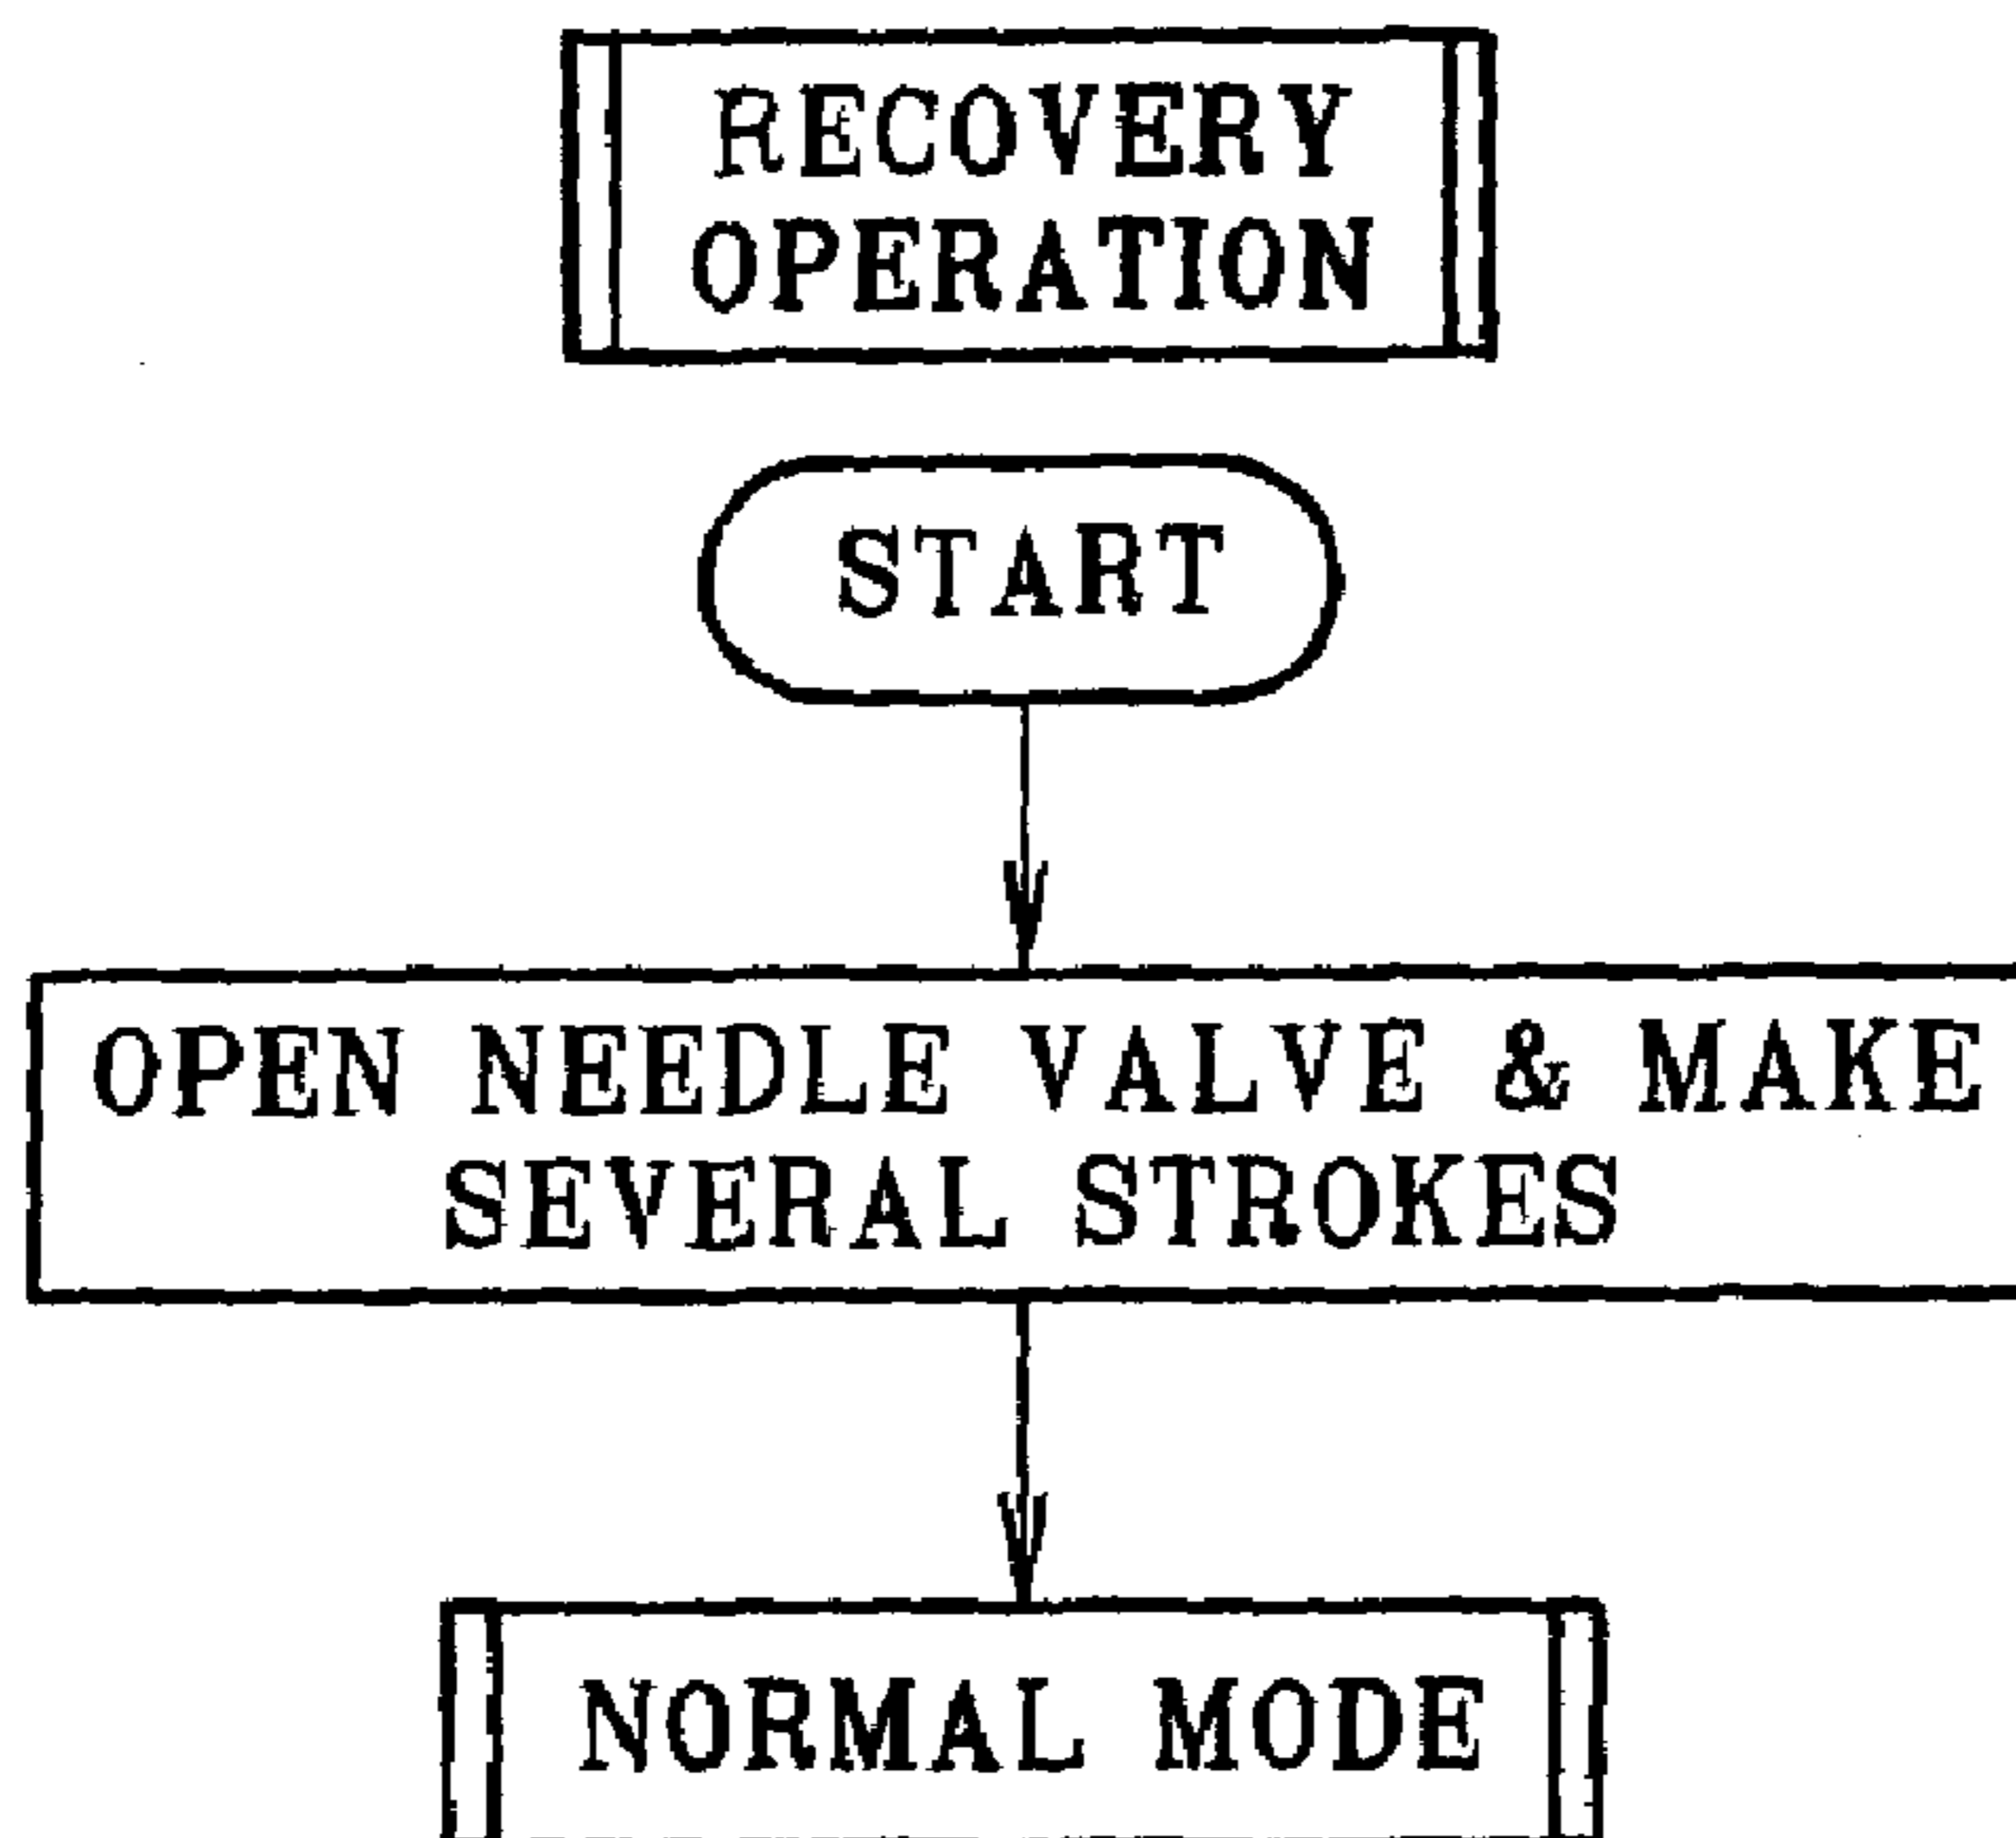 RECOVERY
OPERATION
START
OPEN NEEDLE VALVE & MAKE
SEVERAL STROKES
NORMAL MODE